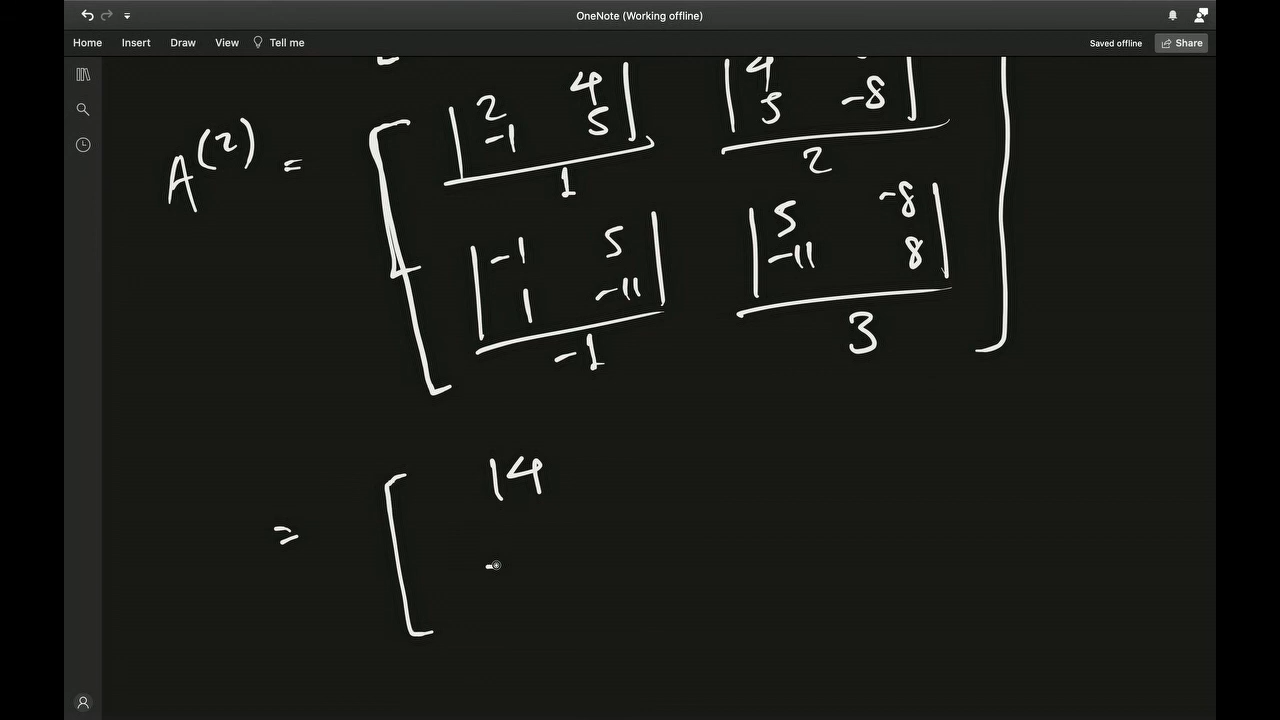 OneNote (Working offline)
Home Insert Draw View Tell me
Saved offline Share
2 4 4
-1 5 5 -8
A(2) =
1 2
-1 5 5 -8
1 -11 -11 8
-1 3
14
=
-